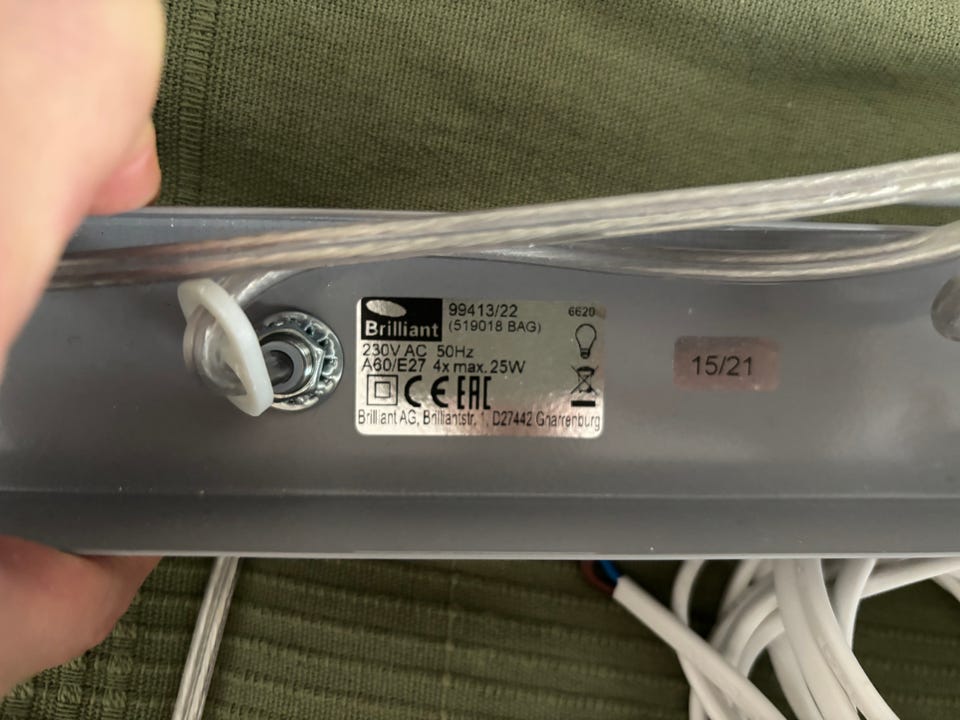 Brilliant
99413/22
(519018 BAG)
6620
230V AC 50Hz
A60/E27 4x max. 25W
CE EAC
Brilliant AG, Brilliantstr. 1, D27442 Gnarrenburg
15/21